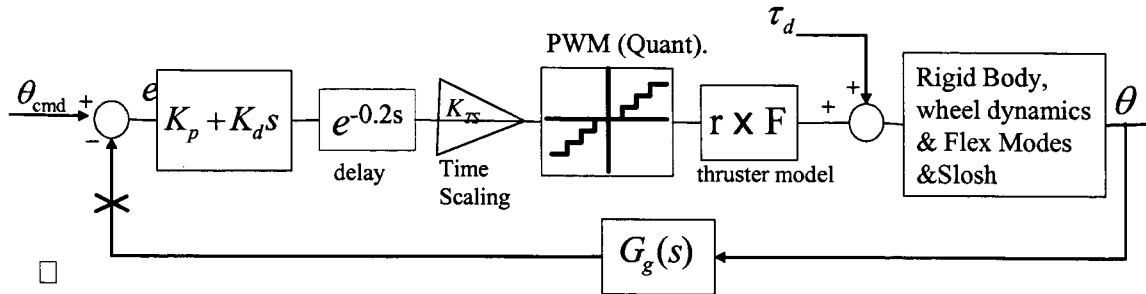 τ_d
PWM (Quant).
θ_cmd
+
−
e
K_p + K_d s
e^{-0.2s}
delay
K_TS
Time
Scaling
r x F
thruster model
+
+
Rigid Body,
wheel dynamics
& Flex Modes
&Slosh
θ
G_g(s)